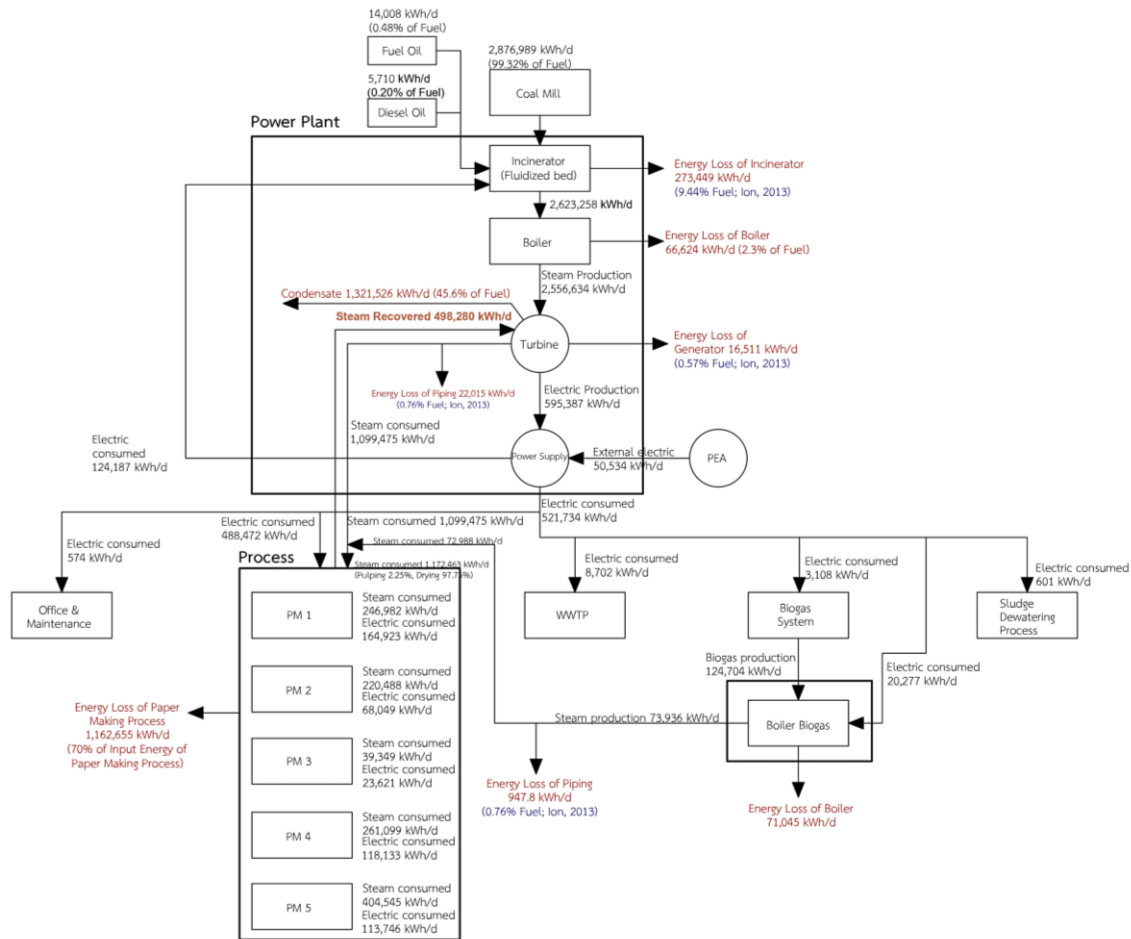 14,008 kWh/d
(0.48% of Fuel)
Fuel Oil
2,876,989 kWh/d
(99.32% of Fuel)
Coal Mill
5,710 kWh/d
(0.20% of Fuel)
Diesel Oil
Power Plant
Incinerator
(Fluidized bed)
Energy Loss of Incinerator
273,449 kWh/d
(9.44% Fuel; Ion, 2013)
2,623,258 kWh/d
Boiler
Energy Loss of Boiler
66,624 kWh/d (2.3% of Fuel)
Steam Production
2,556,634 kWh/d
Condensate 1,321,526 kWh/d (45.6% of Fuel)
Steam Recovered 498,280 kWh/d
Turbine
Energy Loss of
Generator 16,511 kWh/d
(0.57% Fuel; Ion, 2013)
Energy Loss of Piping 22,015 kWh/d
(0.76% Fuel; Ion, 2013)
Electric Production
595,387 kWh/d
Steam consumed
1,099,475 kWh/d
Electric
consumed
124,187 kWh/d
Power Supply
External electric
50,534 kWh/d
PEA
Electric consumed
521,734 kWh/d
Electric consumed
488,472 kWh/d
Steam consumed 1,099,475 kWh/d
Steam consumed 72,988 kWh/d
Steam consumed 1,172,463 kWh/d
(Pulping 2.25%, Drying 97.75%)
Electric consumed
574 kWh/d
Office &
Maintenance
Electric consumed
8,702 kWh/d
WWTP
Electric consumed
3,108 kWh/d
Biogas
System
Electric consumed
601 kWh/d
Sludge
Dewatering
Process
Process
PM 1
Steam consumed
246,982 kWh/d
Electric consumed
164,923 kWh/d
PM 2
Steam consumed
220,488 kWh/d
Electric consumed
68,049 kWh/d
PM 3
Steam consumed
39,349 kWh/d
Electric consumed
23,621 kWh/d
PM 4
Steam consumed
261,099 kWh/d
Electric consumed
118,133 kWh/d
PM 5
Steam consumed
404,545 kWh/d
Electric consumed
113,746 kWh/d
Energy Loss of Paper
Making Process
1,162,655 kWh/d
(70% of Input Energy of
Paper Making Process)
Biogas production
124,704 kWh/d
Electric consumed
20,277 kWh/d
Steam production 73,936 kWh/d
Boiler Biogas
Energy Loss of Piping
947.8 kWh/d
(0.76% Fuel; Ion, 2013)
Energy Loss of Boiler
71,045 kWh/d